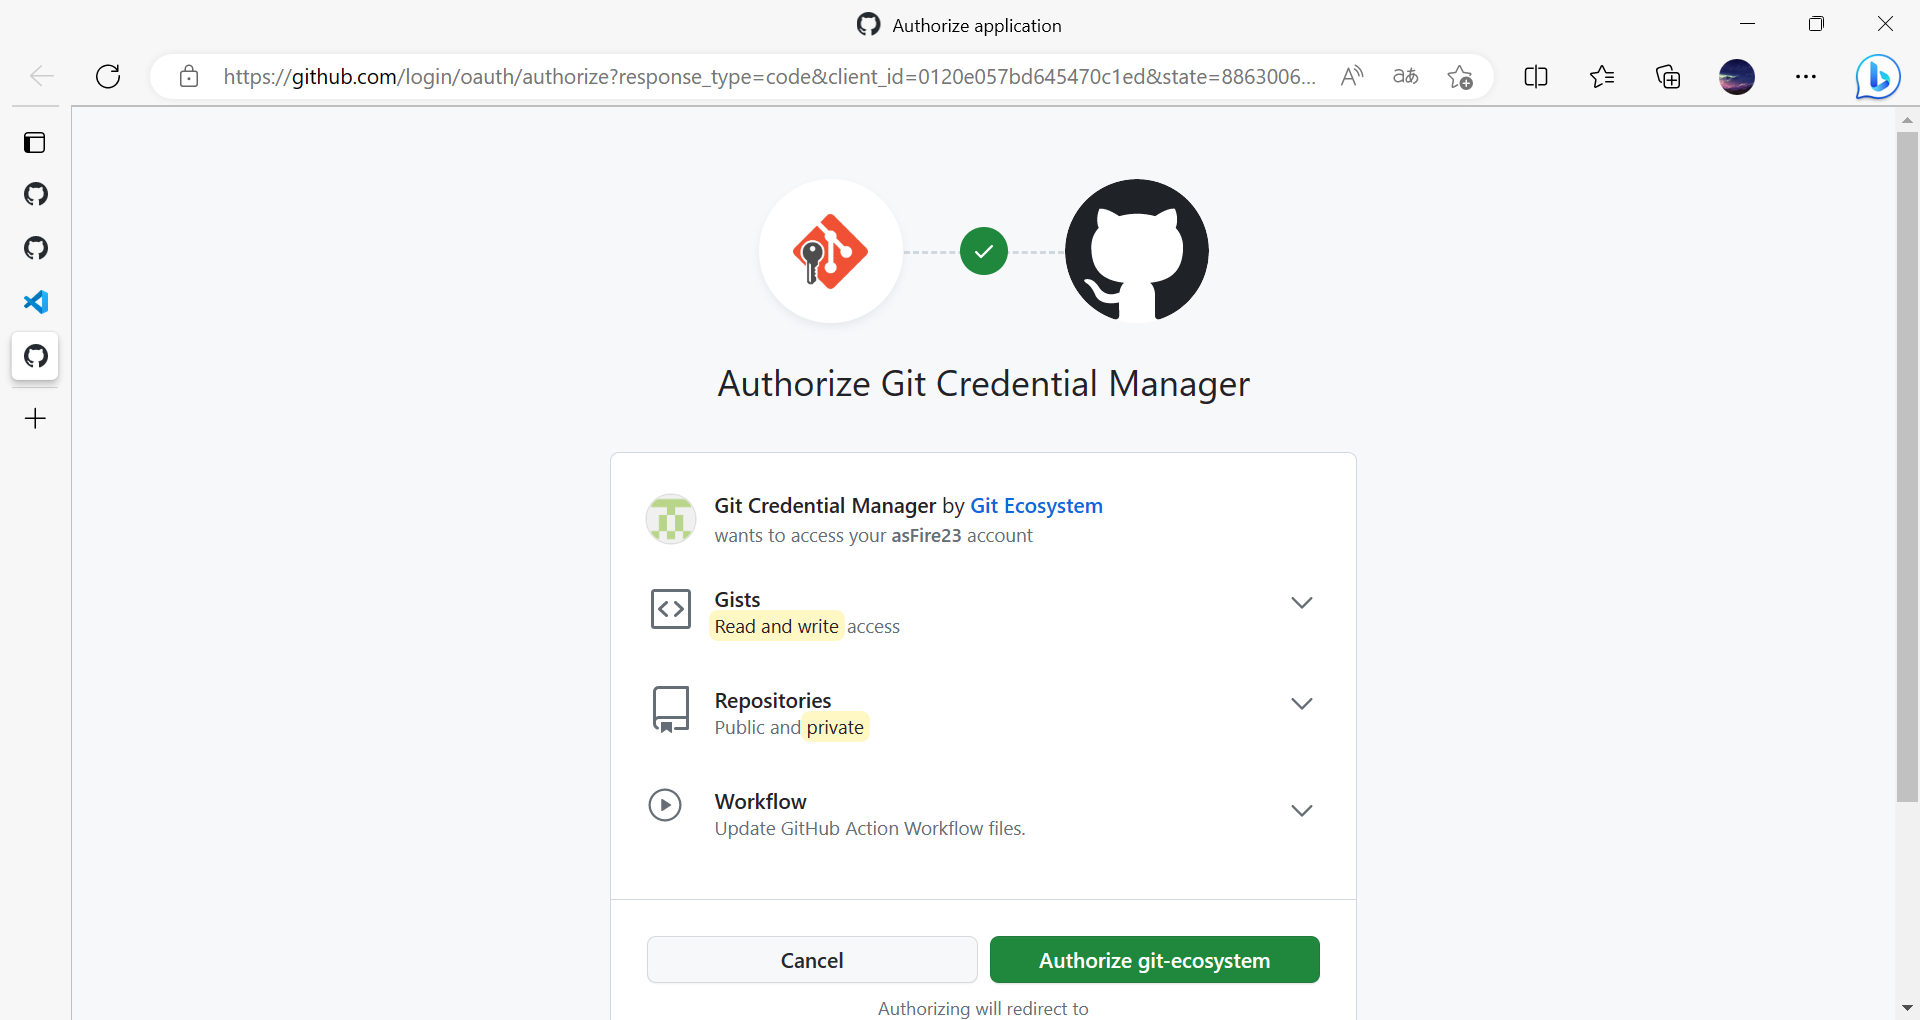 Authorize application
https://github.com/login/oauth/authorize?response_type=code&client_id=0120e057bd645470c1ed&state=8863006...
Authorize Git Credential Manager
Git Credential Manager by Git Ecosystem
wants to access your asFire23 account
Gists
Read and write access
Repositories
Public and private
Workflow
Update GitHub Action Workflow files.
Cancel
Authorize git-ecosystem
Authorizing will redirect to